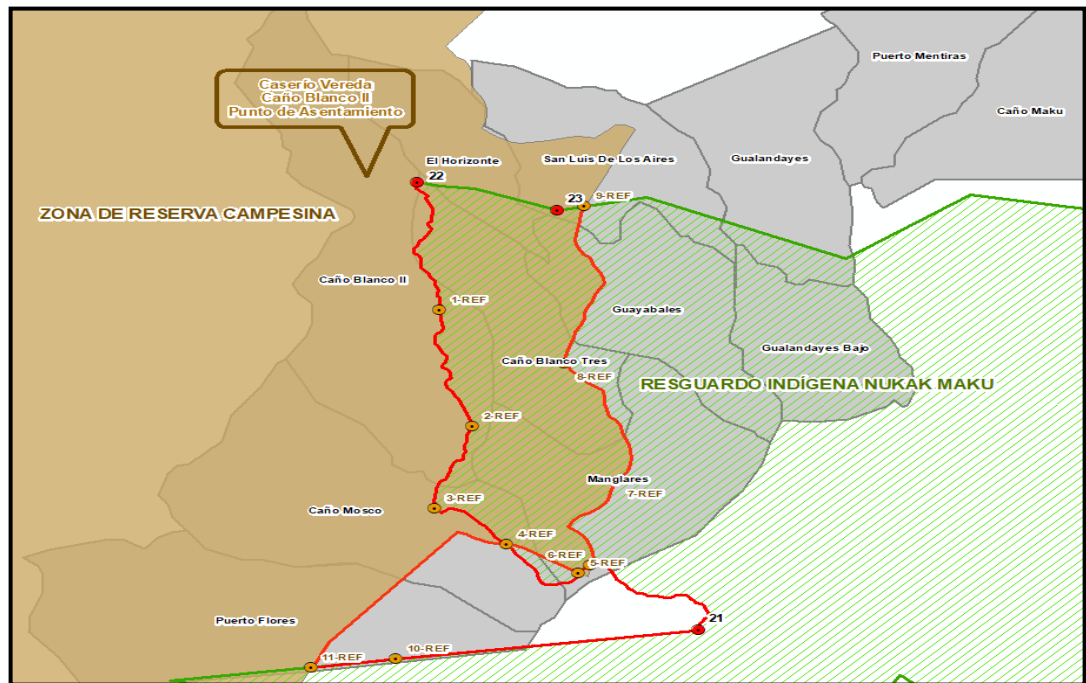 Puerto Mentiras
Caserío Vereda
Caño Blanco II
Punto de Asentamiento
Caño Maku
El Horizonte
San Luis De Los Aires
Gualandayes
22
23
9-REF
ZONA DE RESERVA CAMPESINA
Caño Blanco II
1-REF
Guayabales
Gualandayes Bajo
Caño Blanco Tres
8-REF
RESGUARDO INDÍGENA NUKAK MAKU
2-REF
Manglares
7-REF
3-REF
Caño Mosco
4-REF
6-REF
5-REF
Puerto Flores
21
10-REF
11-REF